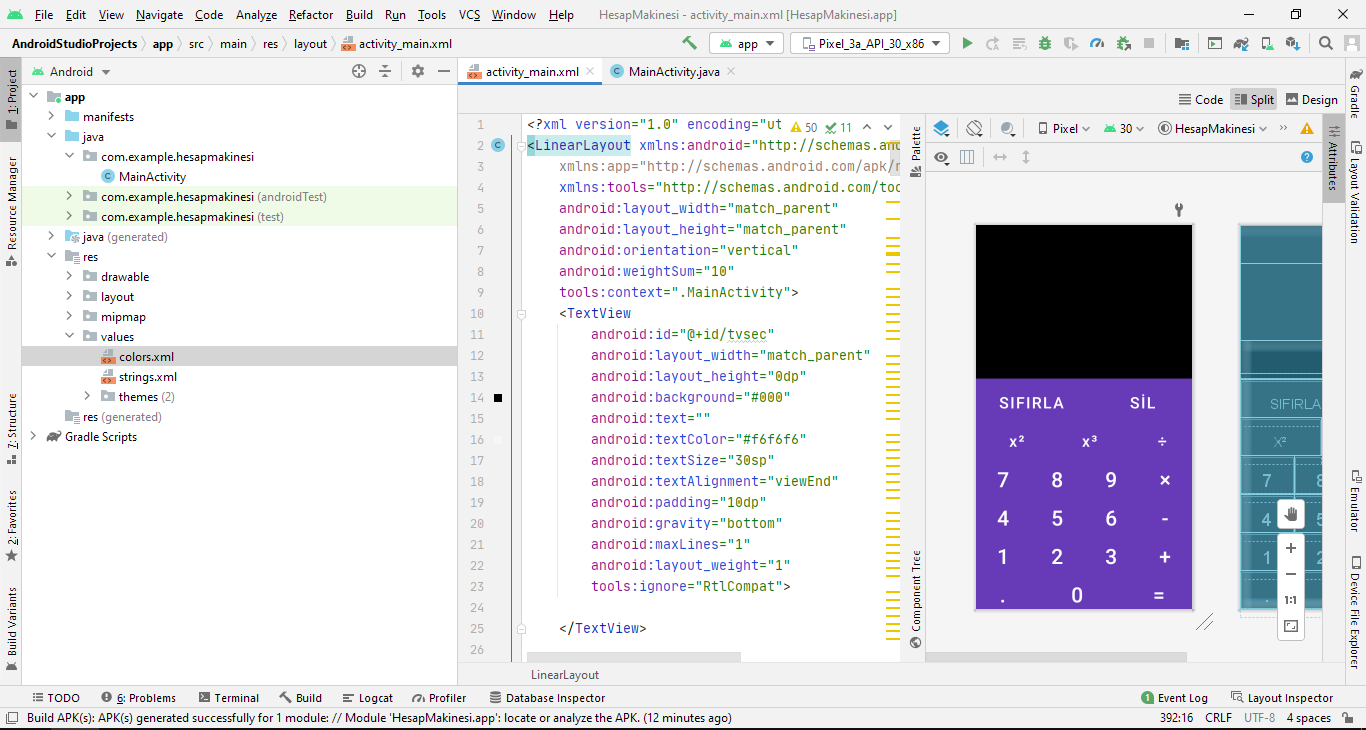 File Edit View Navigate Code Analyze Refactor Build Run Tools VCS Window Help HesapMakinesi - activity_main.xml [HesapMakinesi.app]
AndroidStudioProjects app src main res layout activity_main.xml
app Pixel_3a_API_30_x86
1: Project
Resource Manager
7: Structure
2: Favorites
Build Variants
Android
app
manifests
java
com.example.hesapmakinesi
MainActivity
com.example.hesapmakinesi (androidTest)
com.example.hesapmakinesi (test)
java (generated)
res
drawable
layout
mipmap
values
colors.xml
strings.xml
themes (2)
res (generated)
Gradle Scripts
activity_main.xml MainActivity.java
Code Split Design
50 11
1 <?xml version="1.0" encoding="ut
2 <LinearLayout xmlns:android="http://schemas.and
3 xmlns:app="http://schemas.android.com/apk/r
4 xmlns:tools="http://schemas.android.com/too
5 android:layout_width="match_parent"
6 android:layout_height="match_parent"
7 android:orientation="vertical"
8 android:weightSum="10"
9 tools:context=".MainActivity">
10 <TextView
11 android:id="@+id/tvsec"
12 android:layout_width="match_parent"
13 android:layout_height="0dp"
14 android:background="#000"
15 android:text=""
16 android:textColor="#f6f6f6"
17 android:textSize="30sp"
18 android:textAlignment="viewEnd"
19 android:padding="10dp"
20 android:gravity="bottom"
21 android:maxLines="1"
22 android:layout_weight="1"
23 tools:ignore="RtlCompat">
24
25 </TextView>
26
LinearLayout
Palette
Component Tree
Pixel 30 HesapMakinesi
SIFIRLA SİL
x² x³ ÷
7 8 9 ×
4 5 6 -
1 2 3 +
. 0 =
SIFIRLA
X²
7 8
4 5
1 2
.
1:1
Attributes
Gradle
Layout Validation
Emulator
Device File Explorer
TODO 6: Problems Terminal Build Logcat Profiler Database Inspector 1 Event Log Layout Inspector
Build APK(s): APK(s) generated successfully for 1 module: // Module 'HesapMakinesi.app': locate or analyze the APK. (12 minutes ago) 392:16 CRLF UTF-8 4 spaces